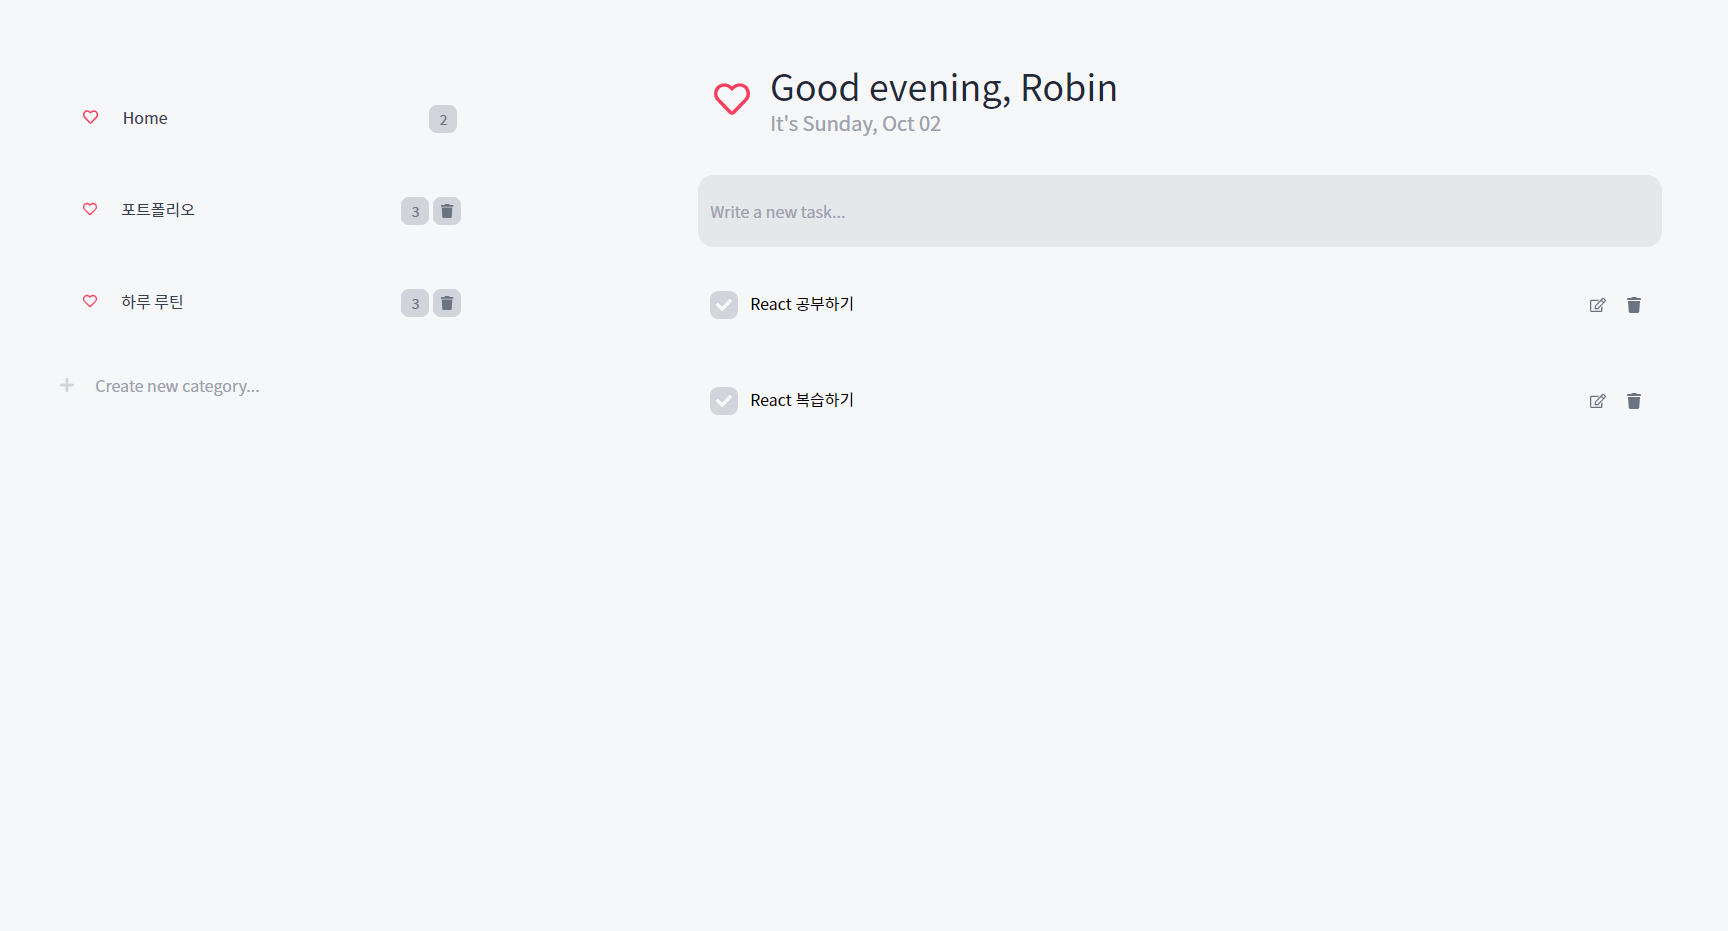 Home
2
포트폴리오
3
하루 루틴
3
Create new category...
Good evening, Robin
It's Sunday, Oct 02
Write a new task...
React 공부하기
React 복습하기